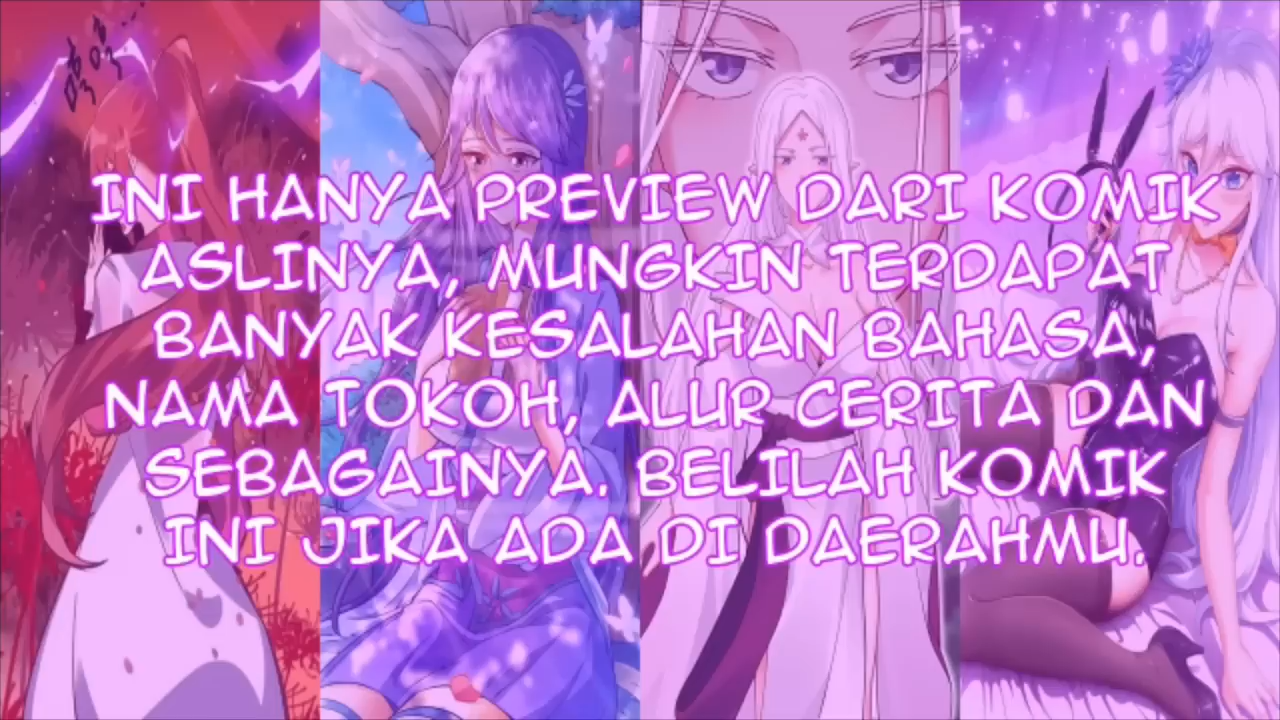 INI HANYA PREVIEW DARI KOMIK
ASLINYA, MUNGKIN TERDAPAT
BANYAK KESALAHAN BAHASA,
NAMA TOKOH, ALUR CERITA DAN
SEBAGAINYA. BELILAH KOMIK
INI JIKA ADA DI DAERAHMU.